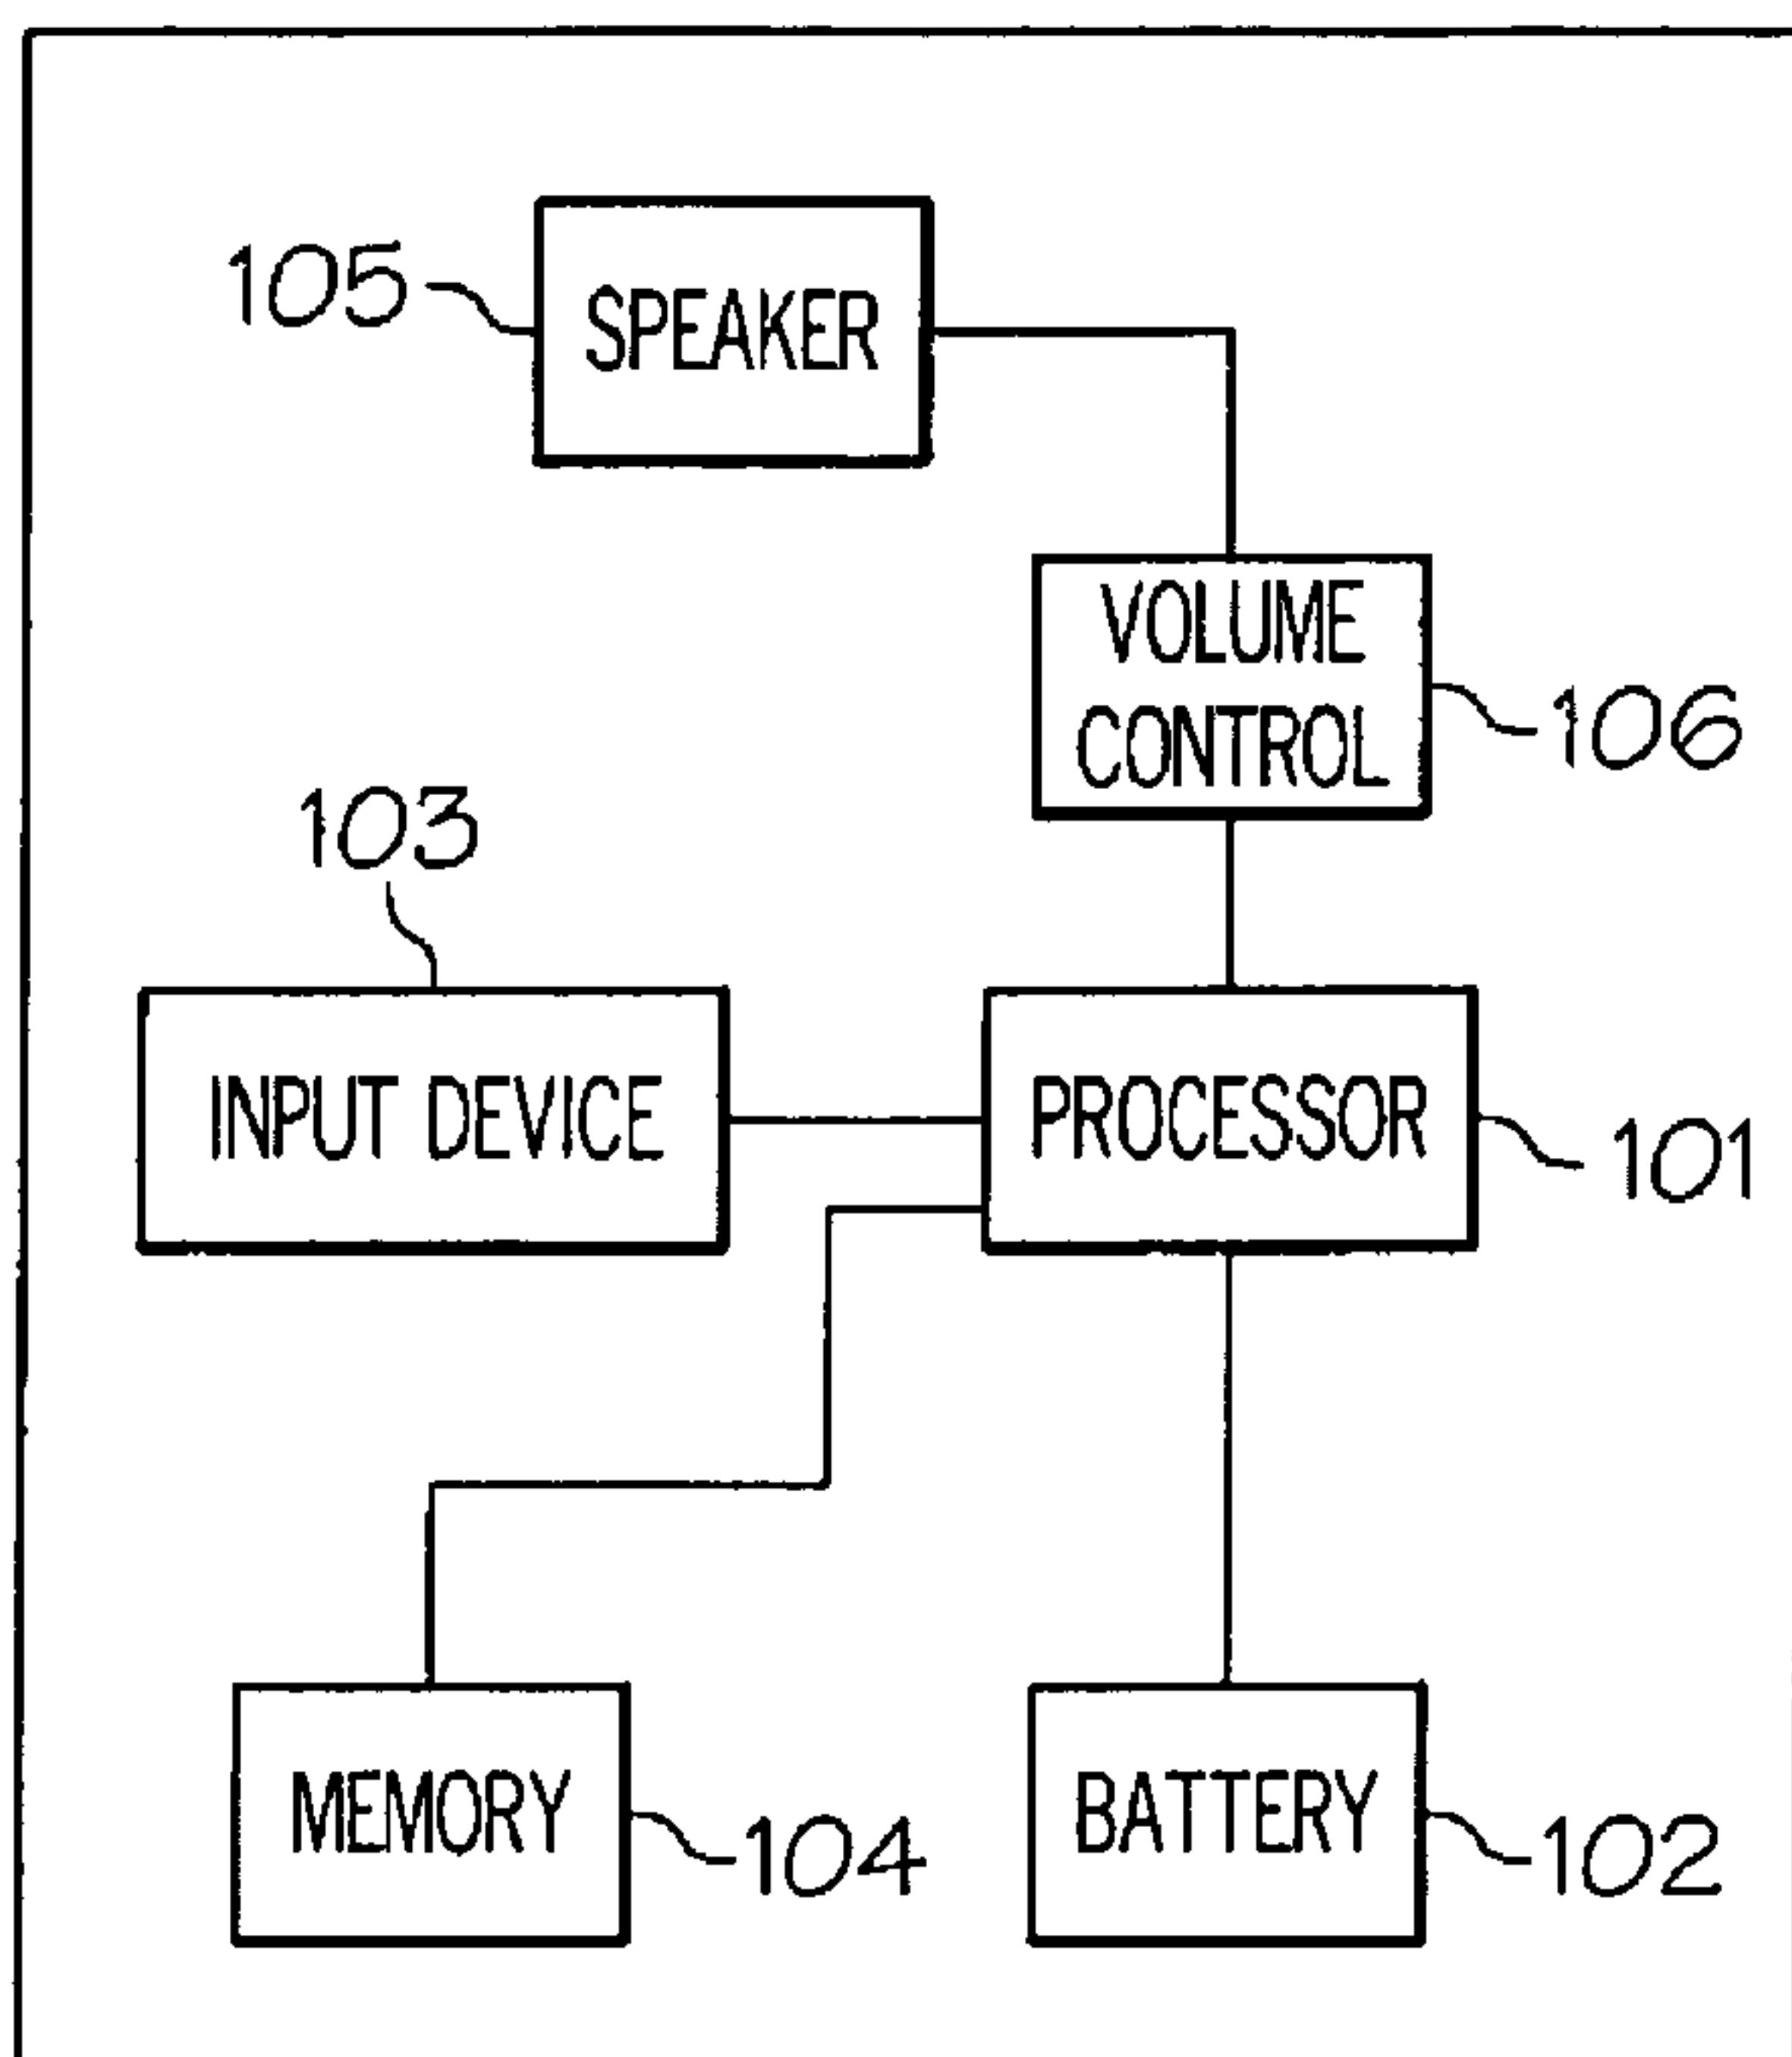 105
SPEAKER
VOLUME
CONTROL
106
103
INPUT DEVICE
PROCESSOR
101
MEMORY
104
BATTERY
102